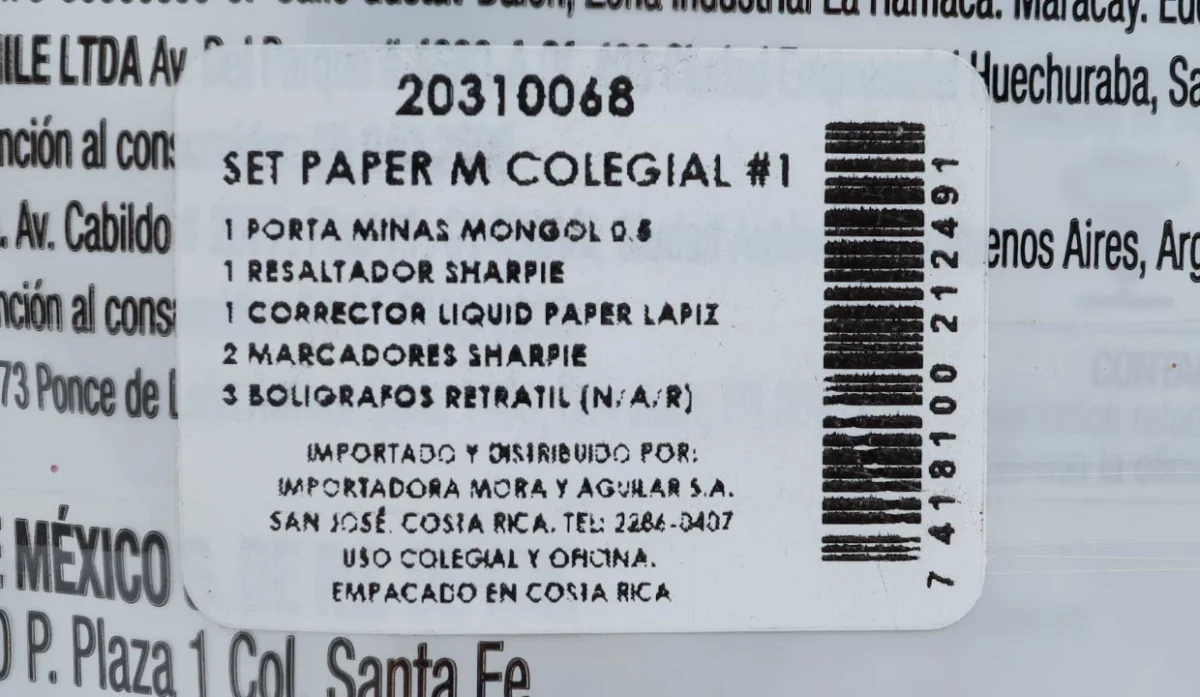 Maracay.
ILE LTDA Av
Huechuraba, Sa
nción al cons
. Av. Cabildo
enos Aires, Arg
nción al cons
73 Ponce de L
E MÉXICO
0 P. Plaza 1 Col. Santa Fe
20310068
SET PAPER M COLEGIAL #1
1 PORTA MINAS MONGOL 0.5
1 RESALTADOR SHARPIE
1 CORRECTOR LIQUID PAPER LAPIZ
2 MARCADORES SHARPIE
3 BOLIGRAFOS RETRATIL (N/A/R)
IMPORTADO Y DISTRIBUIDO POR:
IMPORTADORA MORA Y AGUILAR S.A.
SAN JOSÉ. COSTA RICA. TEL: 2286-0407
USO COLEGIAL Y OFICINA.
EMPACADO EN COSTA RICA
7 418100 212491